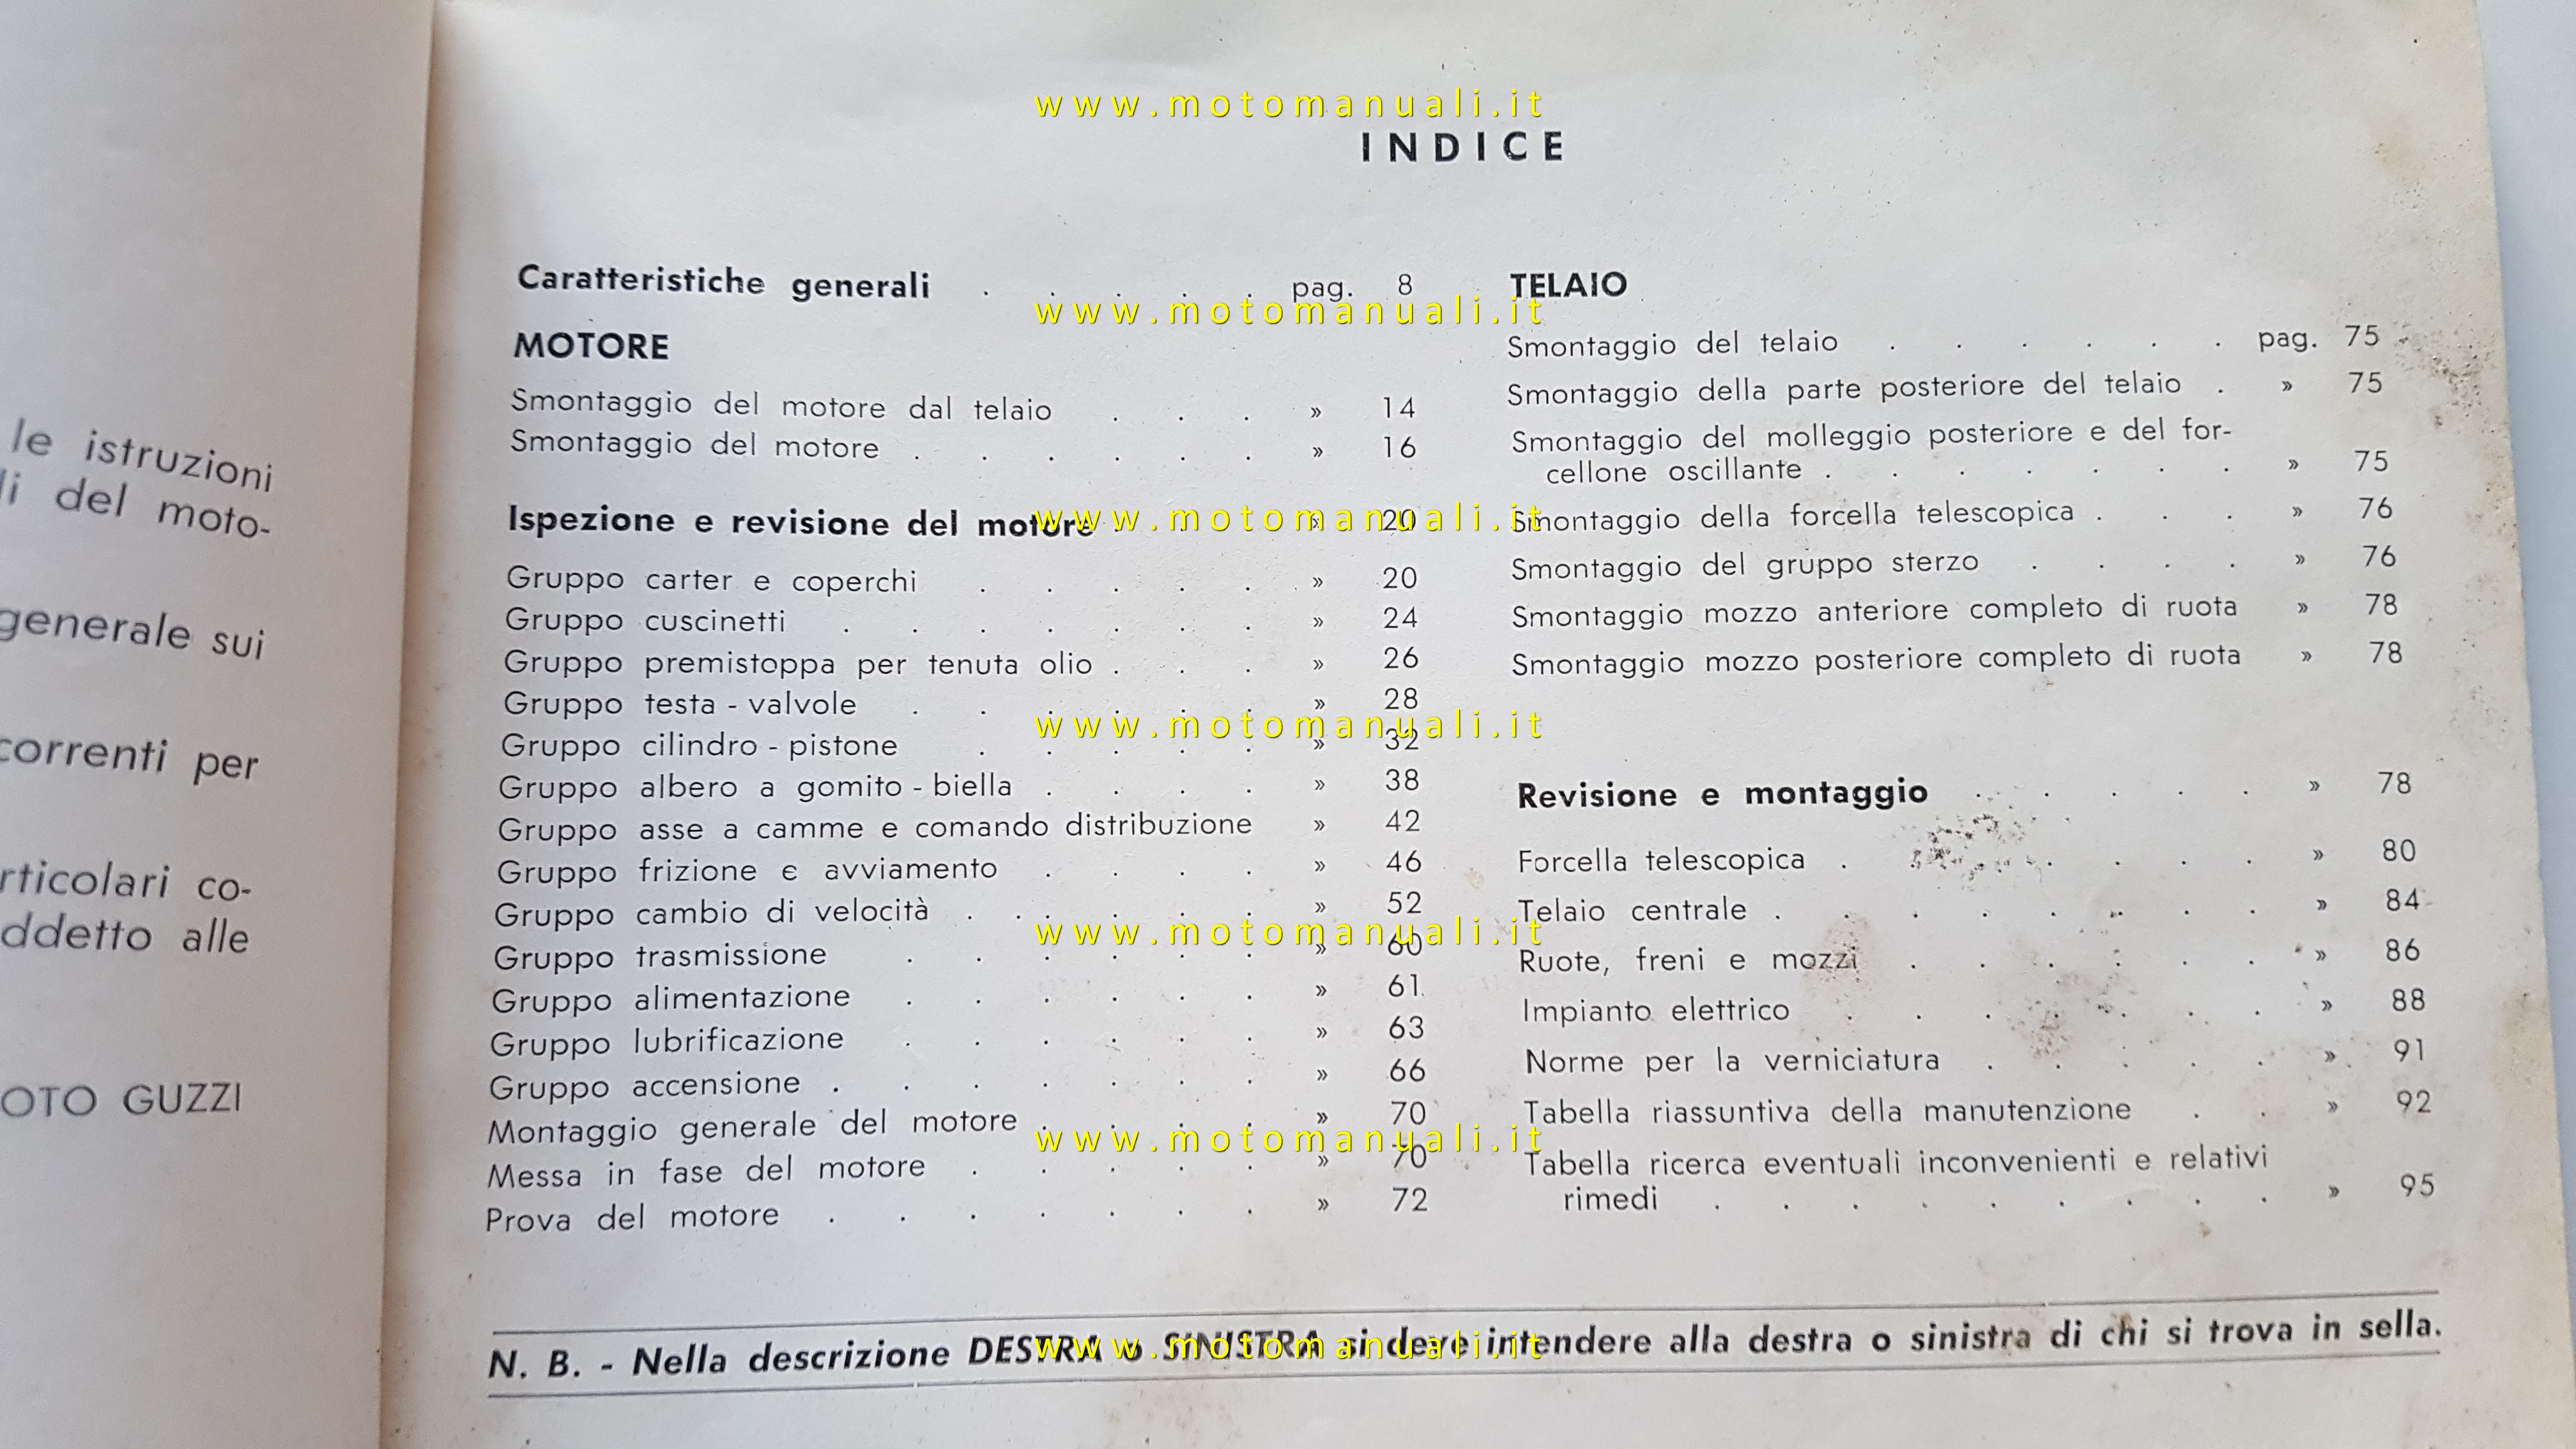 le istruzioni
del moto-
generale sui
correnti per
co-
alle
GUZZI
www.motomanuali.it
INDICE
Caratteristiche generali . . . . . pag. 8
www.motomanuali.it
MOTORE
Smontaggio del motore dal telaio . . . » 14
Smontaggio del motore . . . . . . » 16
Ispezione e revisione del motore » 20
www.motomanuali.it
Gruppo carter e coperchi . . . . . » 20
Gruppo cuscinetti . . . . . . . » 24
Gruppo premistoppa per tenuta olio . . . » 26
Gruppo testa - valvole . . . . . . » 28
www.motomanuali.it
Gruppo cilindro - pistone . . . . . » 32
Gruppo albero a gomito - biella . . . . » 38
Gruppo asse a camme e comando distribuzione » 42
Gruppo frizione e avviamento . . . . » 46
Gruppo cambio di velocità . . . . . » 52
www.motomanuali.it
Gruppo trasmissione . . . . . . » 60
Gruppo alimentazione . . . . . . » 61
Gruppo lubrificazione . . . . . . » 63
Gruppo accensione . . . . . . . » 66
Montaggio generale del motore . . . . » 70
www.motomanuali.it
Messa in fase del motore . . . . . » 70
Prova del motore . . . . . . . » 72
TELAIO
Smontaggio del telaio . . . . . . pag. 75
Smontaggio della parte posteriore del telaio . » 75
Smontaggio del molleggio posteriore e del for-
cellone oscillante . . . . . . . » 75
Smontaggio della forcella telescopica . . . » 76
Smontaggio del gruppo sterzo . . . . » 76
Smontaggio mozzo anteriore completo di ruota » 78
Smontaggio mozzo posteriore completo di ruota » 78
Revisione e montaggio . . . . . » 78
Forcella telescopica . . . . . . » 80
Telaio centrale . . . . . . . . » 84
Ruote, freni e mozzi . . . . . . » 86
Impianto elettrico . . . . . . . » 88
Norme per la verniciatura . . . . . » 91
Tabella riassuntiva della manutenzione . . » 92
Tabella ricerca eventuali inconvenienti e relativi
rimedi . . . . . . . . . » 95
N. B. - Nella descrizione DESTRA o SINISTRA si deve intendere alla destra o sinistra di chi si trova in sella.
www.motomanuali.it